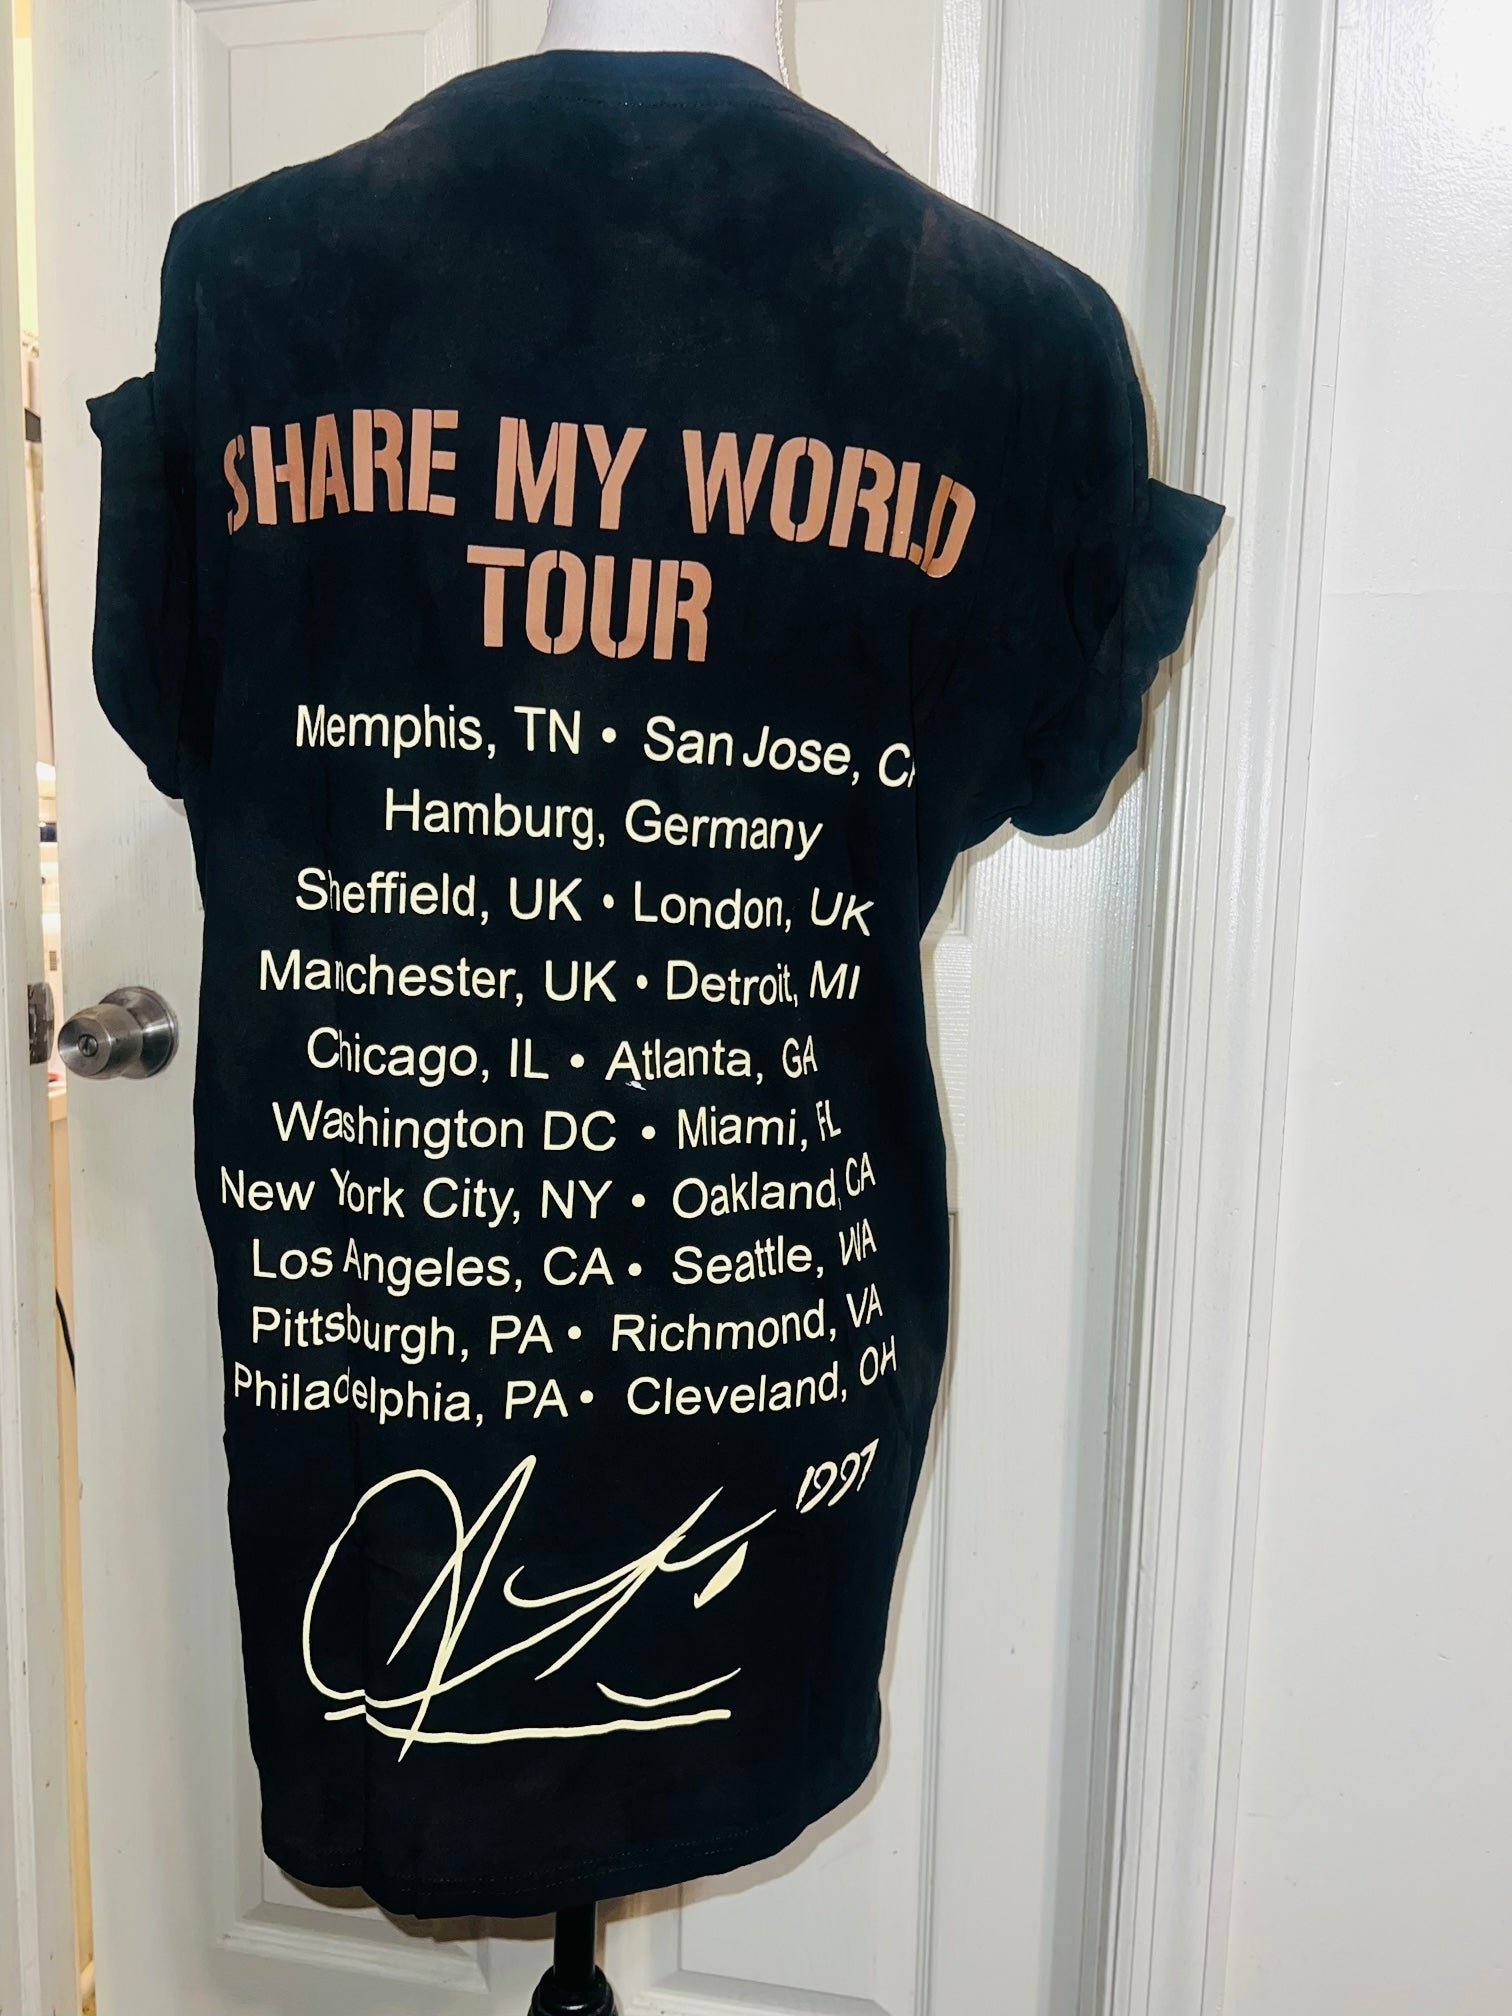 SHARE MY WORLD
TOUR
Memphis, TN • San Jose, CA
Hamburg, Germany
Sheffield, UK • London, UK
Manchester, UK • Detroit, MI
Chicago, IL • Atlanta, GA
Washington DC • Miami, FL
New York City, NY • Oakland, CA
Los Angeles, CA • Seattle, WA
Pittsburgh, PA • Richmond, VA
Philadelphia, PA • Cleveland, OH
1997